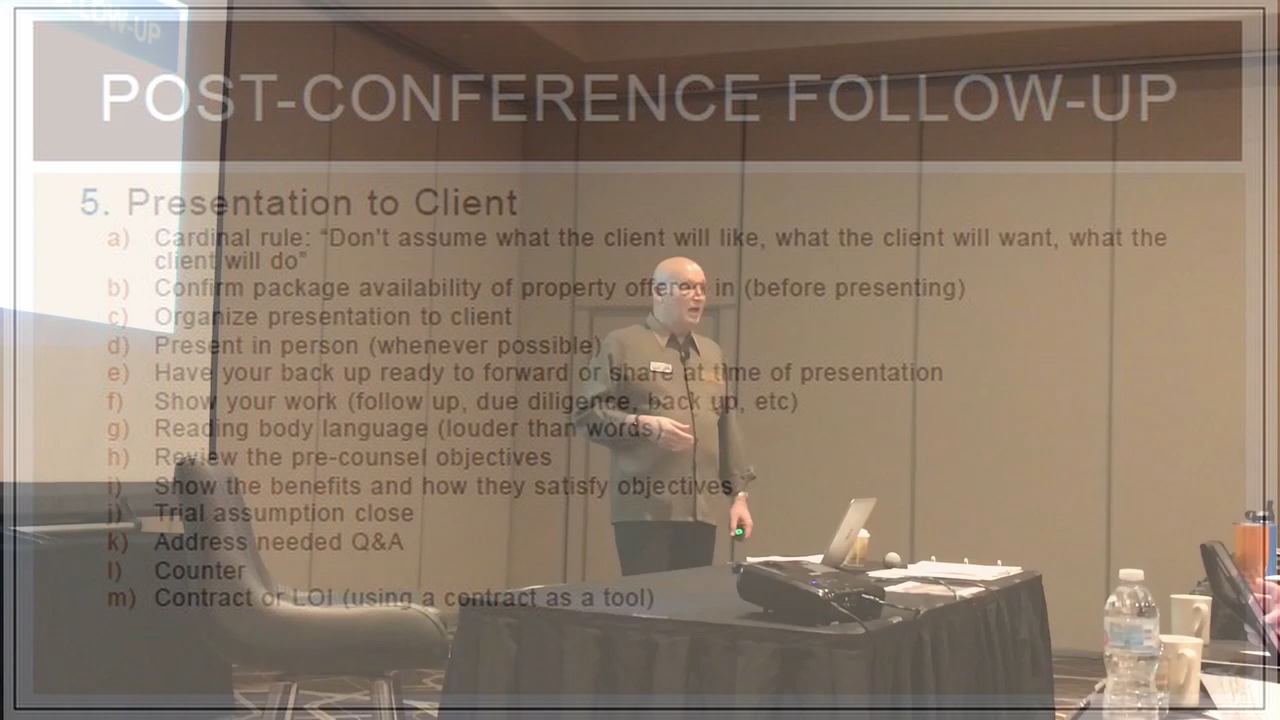 LOW-UP
POST-CONFERENCE FOLLOW-UP
5. Presentation to Client
a) Cardinal rule: “Don't assume what the client will like, what the client will want, what the
client will do”
b) Confirm package availability of property offer in (before presenting)
c) Organize presentation to client
d) Present in person (whenever possible)
e) Have your back up ready to forward or share at time of presentation
f) Show your work (follow up, due diligence, back up, etc)
g) Reading body language (louder than words)
h) Review the pre-counsel objectives
i) Show the benefits and how they satisfy objectives
j) Trial assumption close
k) Address needed Q&A
l) Counter
m) Contract or LOI (using a contract as a tool)